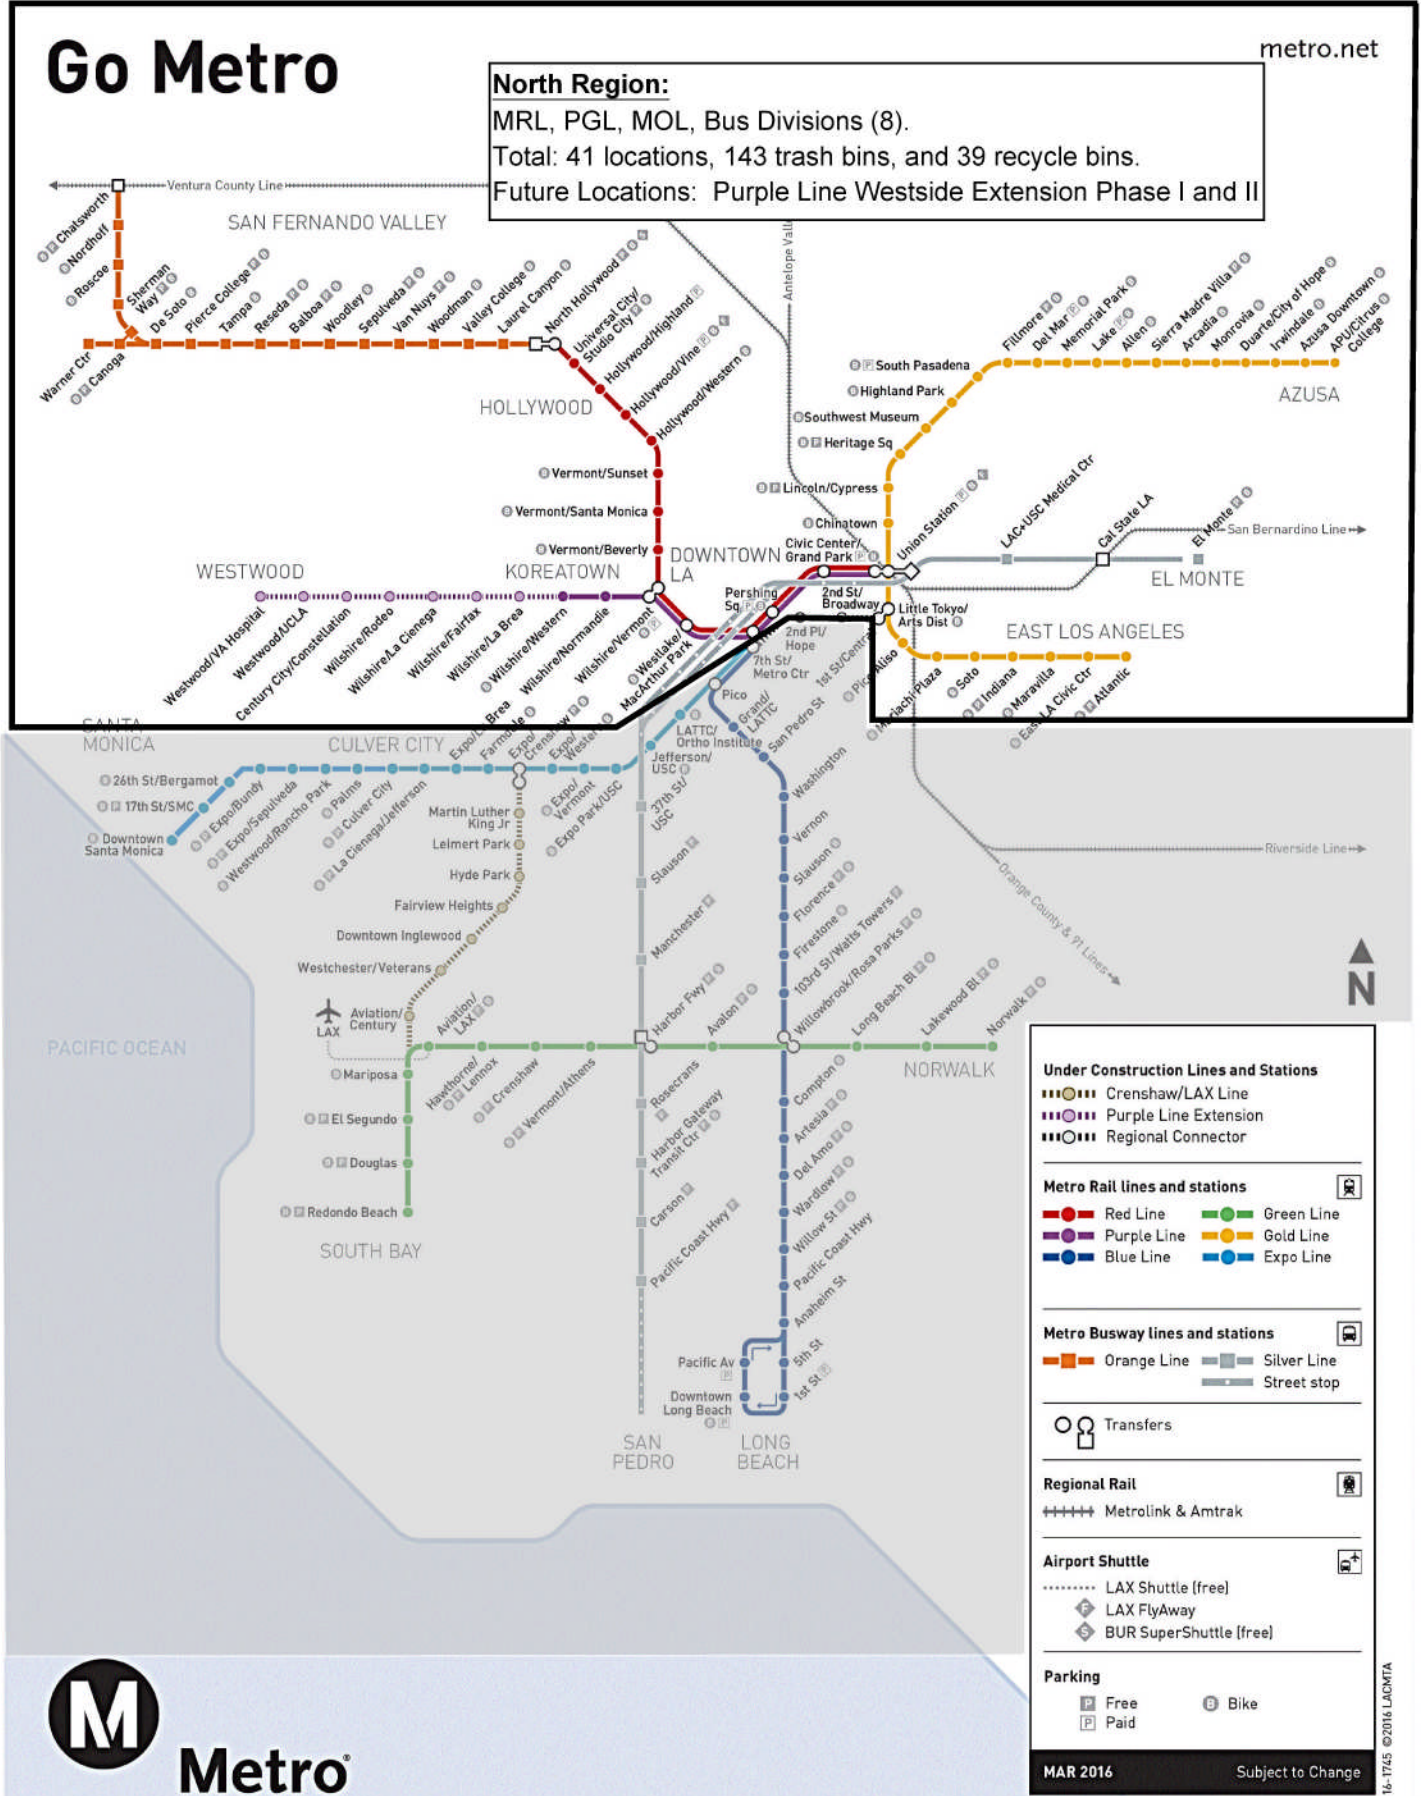 Go Metro
metro.net
North Region:
MRL, PGL, MOL, Bus Divisions (8).
Total: 41 locations, 143 trash bins, and 39 recycle bins.
Future Locations: Purple Line Westside Extension Phase I and II
Ventura County Line
SAN FERNANDO VALLEY
Antelope Vall
Chatsworth
Nordhoff
Roscoe
Sherman
Way
Warner Ctr
Canoga
De Soto
Pierce College
Tampa
Reseda
Balboa
Woodley
Sepulveda
Van Nuys
Woodman
Valley College
Laurel Canyon
North Hollywood
Universal City/
Studio City
Hollywood/Highland
Hollywood/Vine
Hollywood/Western
HOLLYWOOD
Vermont/Sunset
Vermont/Santa Monica
Vermont/Beverly
Fillmore
Del Mar
Memorial Park
Lake
Allen
Sierra Madre Villa
Arcadia
Monrovia
Duarte/City of Hope
Irwindale
Azusa Downtown
APU/Citrus
College
AZUSA
South Pasadena
Highland Park
Southwest Museum
Heritage Sq
Lincoln/Cypress
Chinatown
Union Station
LAC+USC Medical Ctr
Cal State LA
El Monte
San Bernardino Line
EL MONTE
DOWNTOWN
LA
Civic Center/
Grand Park
WESTWOOD
KOREATOWN
Westwood/VA Hospital
Westwood/UCLA
Century City/Constellation
Wilshire/Rodeo
Wilshire/La Cienega
Wilshire/Fairfax
Wilshire/La Brea
Wilshire/Western
Wilshire/Normandie
Wilshire/Vermont
Westlake/
MacArthur Park
Pershing
Sq
2nd St/
Broadway
Little Tokyo/
Arts Dist
2nd Pl/
Hope
1st St/Central
7th St/
Metro Ctr
Pico
EAST LOS ANGELES
Pico Aliso
Mariachi Plaza
Soto
Indiana
Maravilla
East LA Civic Ctr
Atlantic
SANTA
MONICA
CULVER CITY
26th St/Bergamot
17th St/SMC
Downtown
Santa Monica
Expo/Bundy
Expo/Sepulveda
Westwood/Rancho Park
Palms
Culver City
La Cienega/Jefferson
Expo/La Brea
Farmdale
Expo/
Crenshaw
Expo/
Western
Expo/
Vermont
Expo Park/USC
Jefferson/
USC
LATTC/
Ortho Institute
37th St/
USC
Grand/
LATTC
San Pedro St
Washington
Vernon
Slauson
Florence
Firestone
103rd St/Watts Towers
Willowbrook/Rosa Parks
Slauson
Manchester
Martin Luther
King Jr
Leimert Park
Hyde Park
Fairview Heights
Downtown Inglewood
Westchester/Veterans
Aviation/
Century
LAX
Aviation/
LAX
Harbor Fwy
Avalon
Long Beach Bl
Lakewood Bl
Norwalk
NORWALK
Riverside Line
Orange County & 91 Lines
N
PACIFIC OCEAN
Mariposa
El Segundo
Douglas
Redondo Beach
SOUTH BAY
Hawthorne/
Lennox
Crenshaw
Vermont/Athens
Rosecrans
Harbor Gateway
Transit Ctr
Carson
Pacific Coast Hwy
Compton
Artesia
Del Amo
Wardlow
Willow St
Pacific Coast Hwy
Anaheim St
5th St
1st St
Pacific Av
Downtown
Long Beach
SAN
PEDRO
LONG
BEACH
Under Construction Lines and Stations
Crenshaw/LAX Line
Purple Line Extension
Regional Connector
Metro Rail lines and stations
Red Line
Green Line
Purple Line
Gold Line
Blue Line
Expo Line
Metro Busway lines and stations
Orange Line
Silver Line
Street stop
Transfers
Regional Rail
Metrolink & Amtrak
Airport Shuttle
LAX Shuttle (free)
F LAX FlyAway
S BUR SuperShuttle (free)
Parking
P Free
B Bike
P Paid
MAR 2016
Subject to Change
16-1745 ©2016 LACMTA
M
Metro